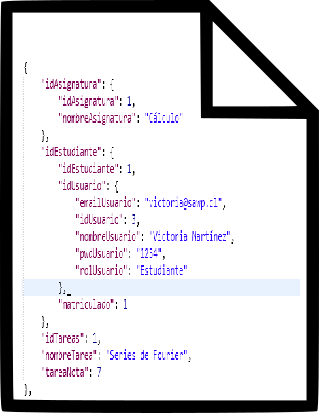 {
"idAsignatura": {
"idAsignatura": 1,
"nombreAsignatura": "Cálculo"
},
"idEstudiante": {
"idEstudiante": 1,
"idUsuario": {
"emailUsuario": "victoria@sawp.cl",
"idUsuario": 3,
"nombreUsuario": "Victoria Martínez",
"pwdUsuario": "1234",
"rolUsuario": "Estudiante"
},
"matriculado": 1
},
"idTareas": 1,
"nombreTarea": "Series de Fourier",
"tareaNota": 7
},